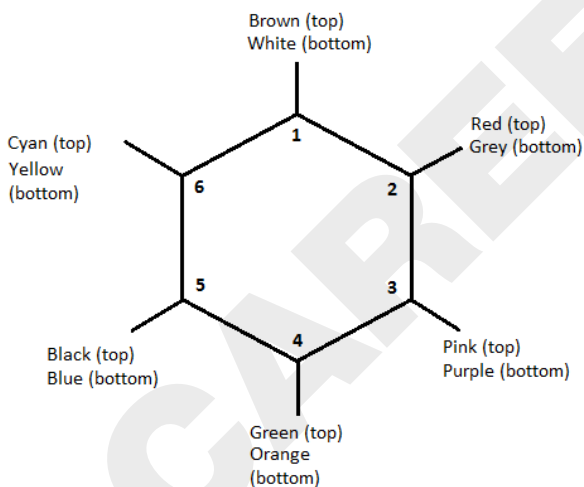 Brown (top)
White (bottom)
1
Red (top)
Grey (bottom)
2
Cyan (top)
Yellow
(bottom)
6
5
3
4
Black (top)
Blue (bottom)
Pink (top)
Purple (bottom)
Green (top)
Orange
(bottom)
CAREE